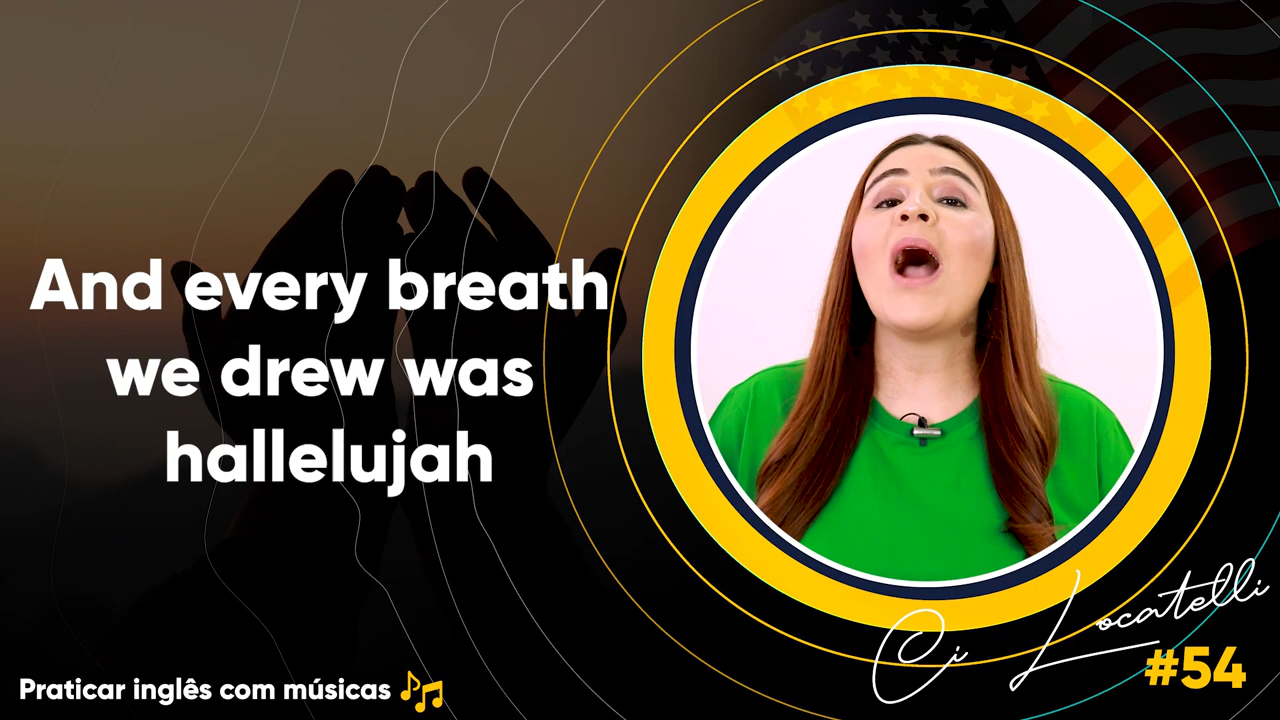 And every breath
we drew was
hallelujah
Ci Locatelli
#54
Praticar inglês com músicas